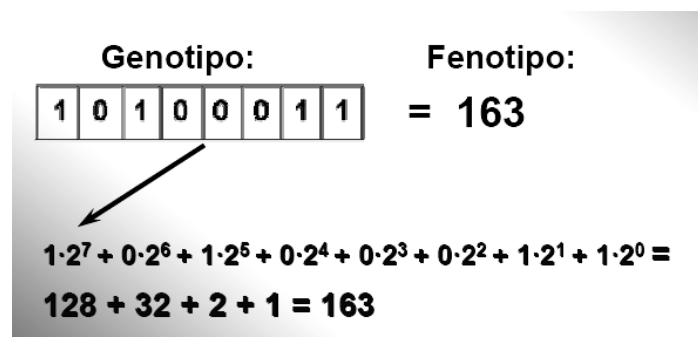 Genotipo: Fenotipo:
1 0 1 0 0 0 1 1 = 163
1·2⁷ + 0·2⁶ + 1·2⁵ + 0·2⁴ + 0·2³ + 0·2² + 1·2¹ + 1·2⁰ =
128 + 32 + 2 + 1 = 163